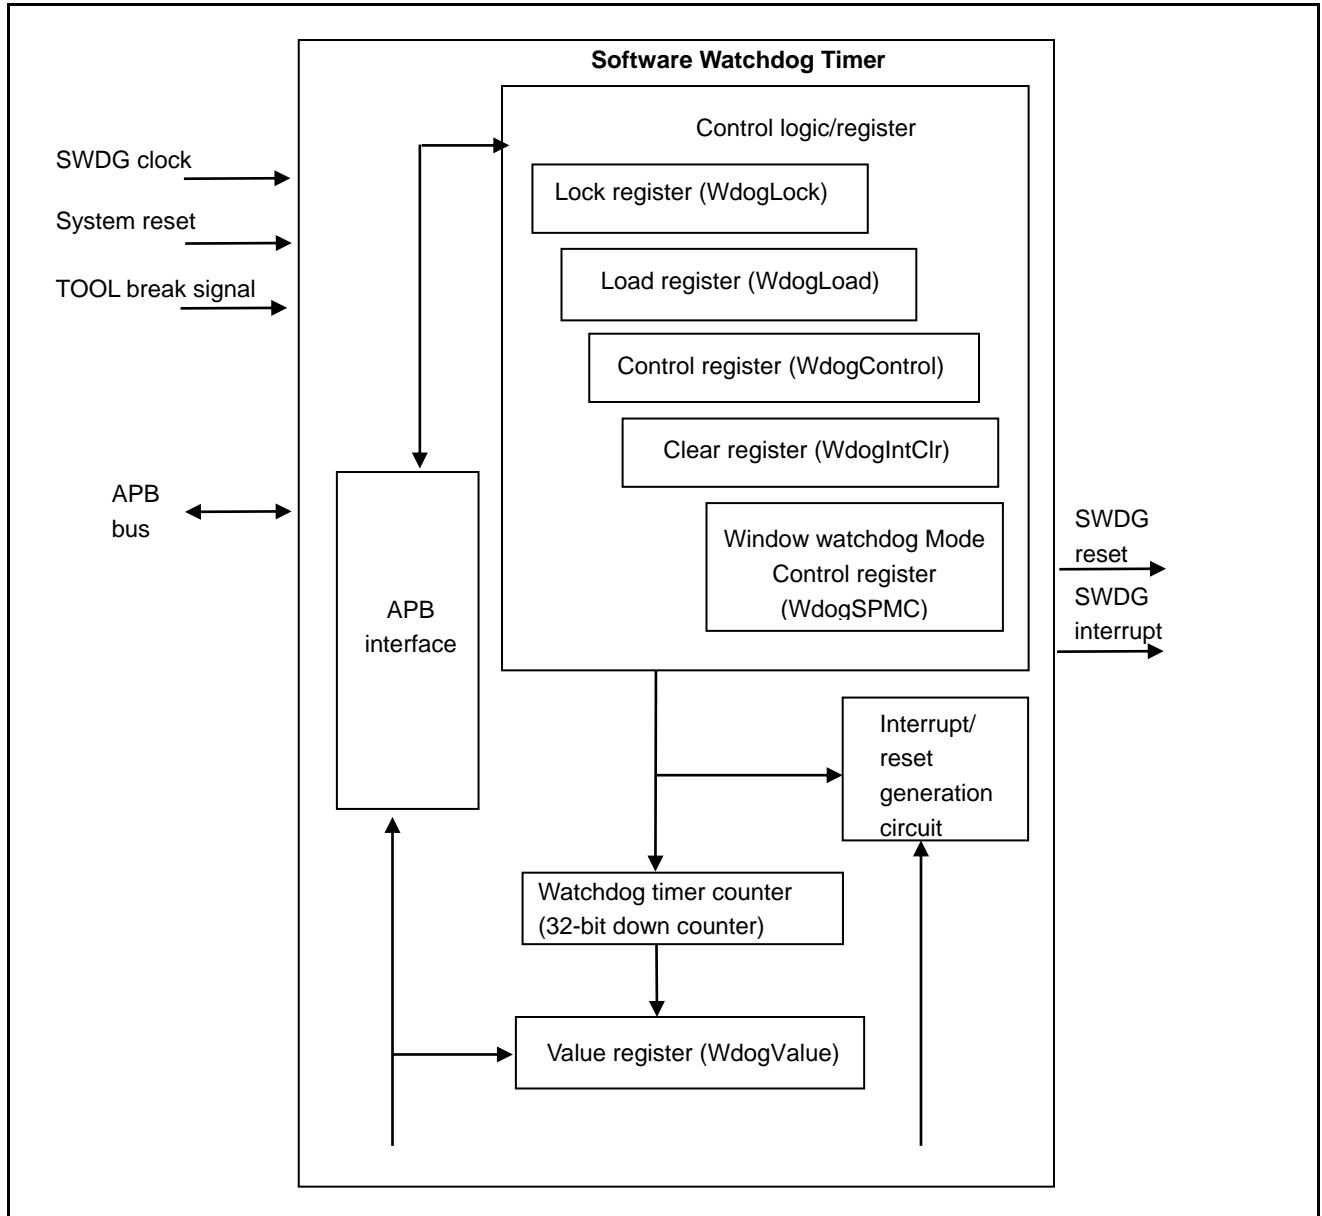 Software Watchdog Timer
Control logic/register
SWDG clock
System reset
TOOL break signal
APB
bus
Lock register (WdogLock)
Load register (WdogLoad)
Control register (WdogControl)
Clear register (WdogIntClr)
Window watchdog Mode
Control register
(WdogSPMC)
APB
interface
SWDG
reset
SWDG
interrupt
Interrupt/
reset
generation
circuit
Watchdog timer counter
(32-bit down counter)
Value register (WdogValue)